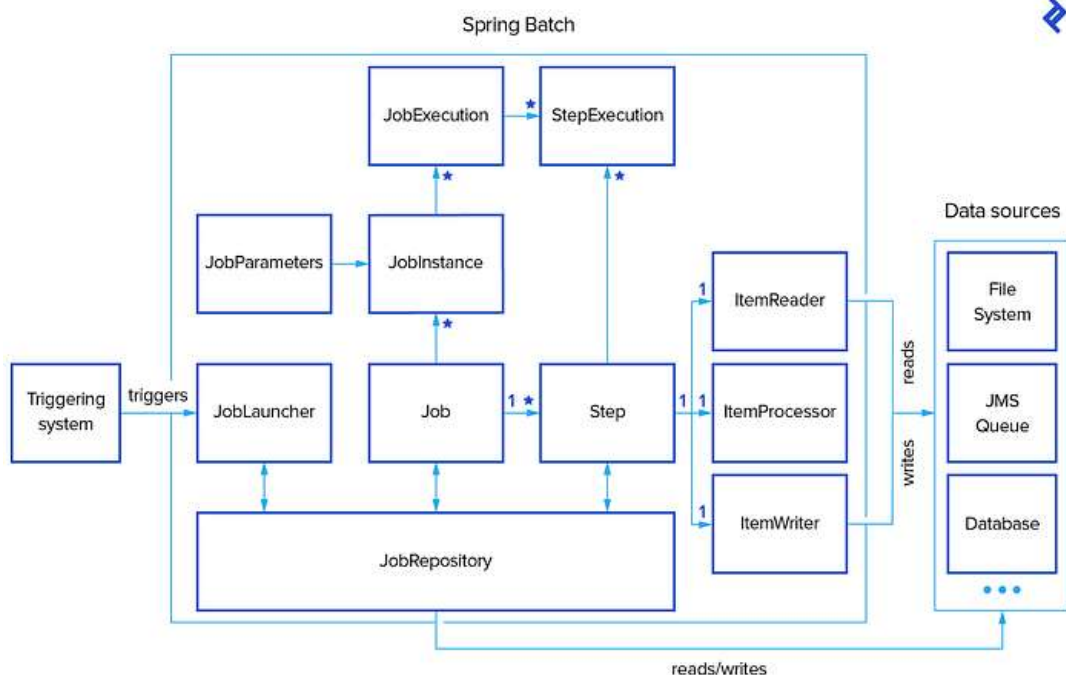 Spring Batch
JobExecution
★
StepExecution
★
★
Data sources
JobParameters
JobInstance
1
ItemReader
File
System
★
reads
Triggering
system
triggers
JobLauncher
Job
1 ★
Step
1
1
ItemProcessor
JMS
Queue
writes
1
ItemWriter
Database
JobRepository
reads/writes